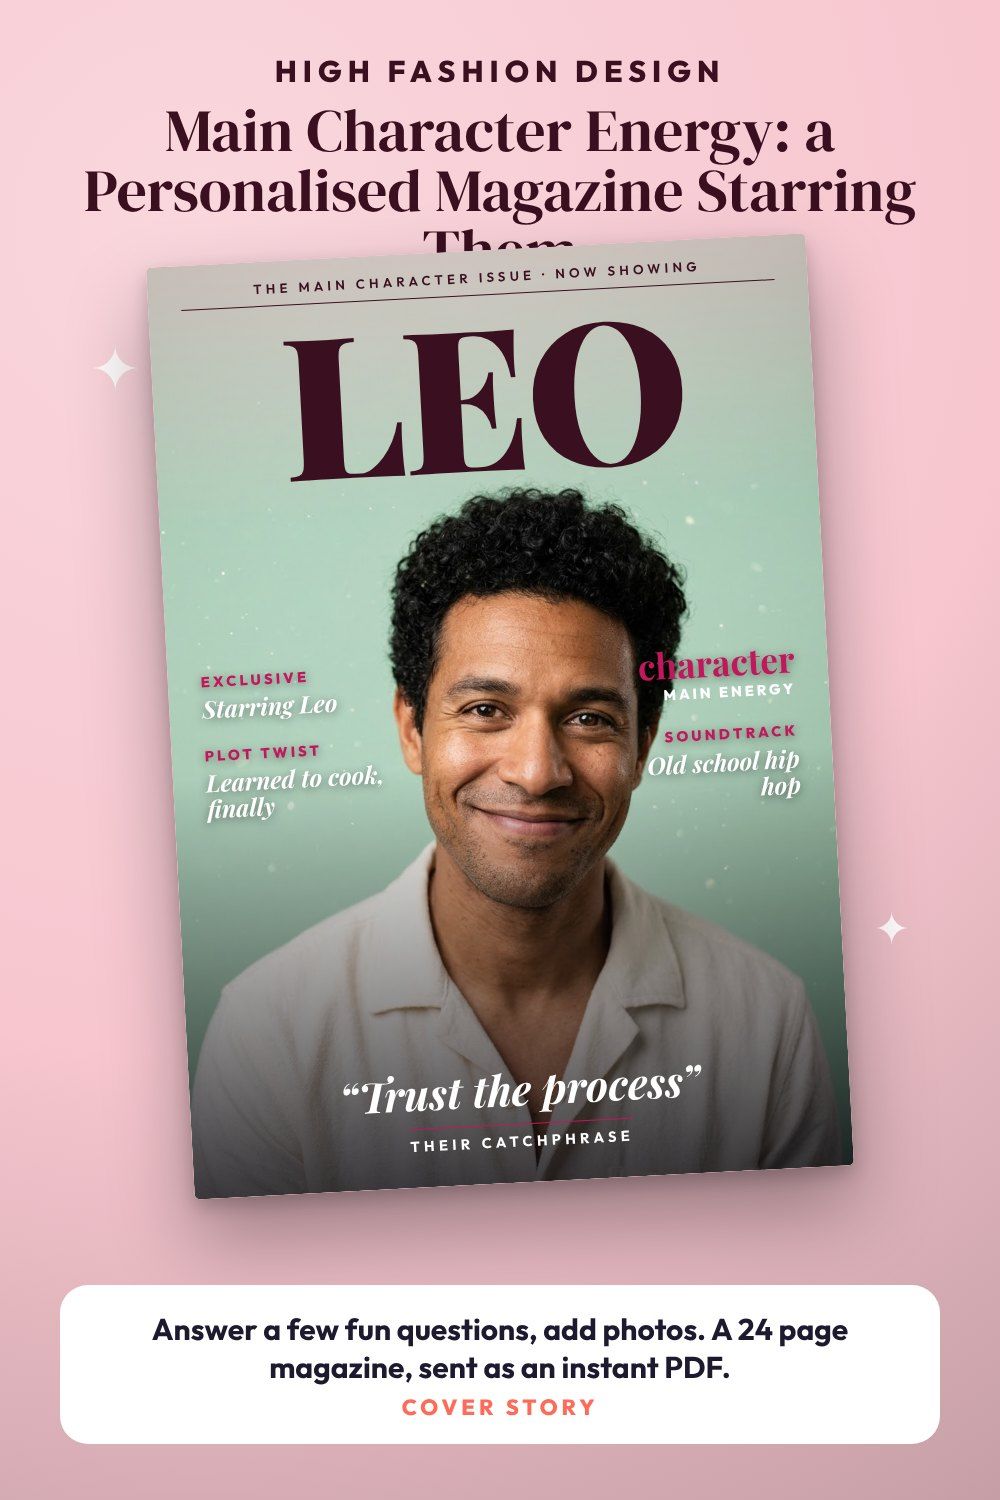 HIGH FASHION DESIGN
Main Character Energy: a
Personalised Magazine Starring
Them
THE MAIN CHARACTER ISSUE · NOW SHOWING
LEO
EXCLUSIVE
Starring Leo
PLOT TWIST
Learned to cook,
finally
character
MAIN ENERGY
SOUNDTRACK
Old school hip
hop
“Trust the process”
THEIR CATCHPHRASE
Answer a few fun questions, add photos. A 24 page
magazine, sent as an instant PDF.
COVER STORY